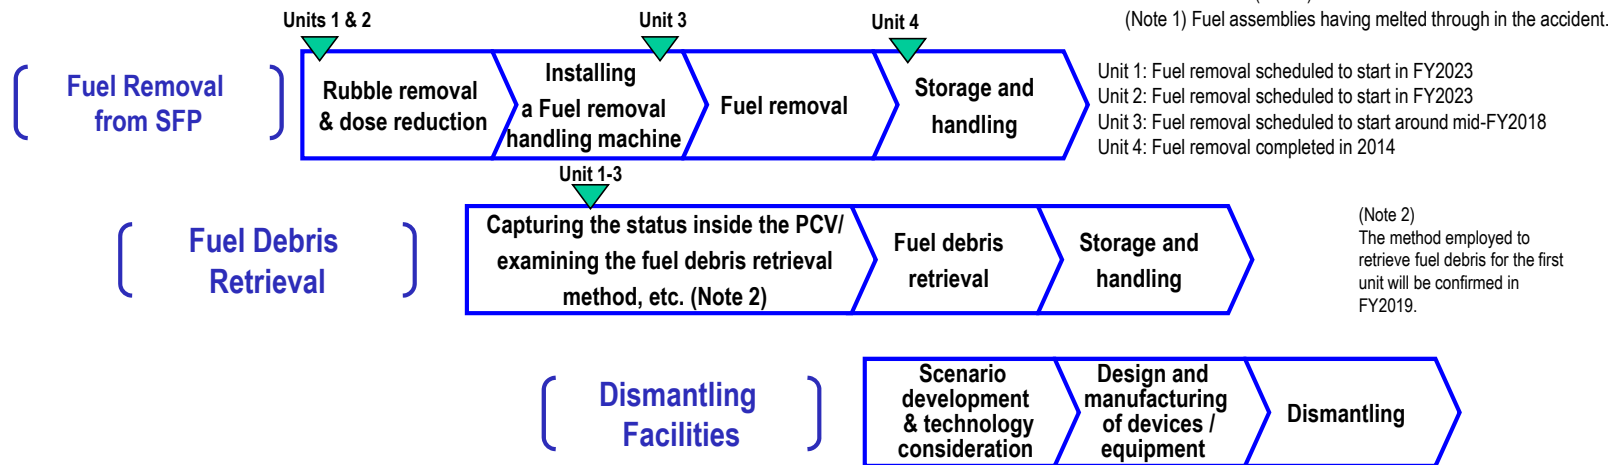 (Note 1) Fuel assemblies having melted through in the accident.
Units 1 & 2
Unit 3
Unit 4
Fuel Removal
from SFP
Rubble removal
& dose reduction
Installing
a Fuel removal
handling machine
Fuel removal
Storage and
handling
Unit 1: Fuel removal scheduled to start in FY2023
Unit 2: Fuel removal scheduled to start in FY2023
Unit 3: Fuel removal scheduled to start around mid-FY2018
Unit 4: Fuel removal completed in 2014
Unit 1-3
Fuel Debris
Retrieval
Capturing the status inside the PCV/
examining the fuel debris retrieval
method, etc. (Note 2)
Fuel debris
retrieval
Storage and
handling
(Note 2)
The method employed to
retrieve fuel debris for the first
unit will be confirmed in
FY2019.
Dismantling
Facilities
Scenario
development
& technology
consideration
Design and
manufacturing
of devices /
equipment
Dismantling